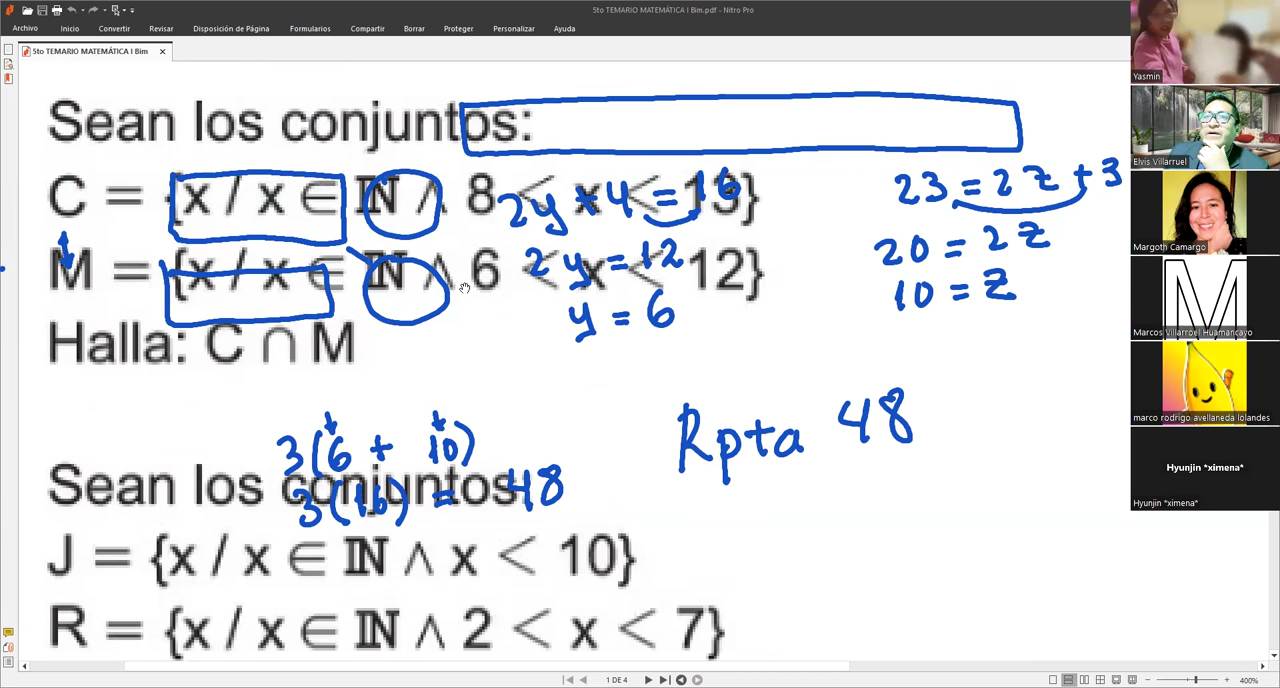 5to TEMARIO MATEMÁTICA I Bim.pdf - Nitro Pro
Archivo Inicio Convertir Revisar Disposición de Página Formularios Compartir Borrar Proteger Personalizar Ayuda
5to TEMARIO MATEMÁTICA I Bim
Sean los conjuntos:
C = {x / x ∈ ℕ ∧ 8 < x < 13}
M = {x / x ∈ ℕ ∧ 6 < x < 12}
Halla: C ∩ M
2y + 4 = 16
2y = 12
y = 6
23 = 2z + 3
20 = 2z
10 = z
3(6 + 10)
3(16) = 48
Rpta 48
Sean los conjuntos
J = {x / x ∈ ℕ ∧ x < 10}
R = {x / x ∈ ℕ ∧ 2 < x < 7}
Yasmin
Elvis Villarruel
Margoth Camargo
M
Marcos Villarroel Huamancayo
marco rodrigo avellaneda lolandes
Hyunjin *ximena*
Hyunjin *ximena*
1 DE 4
400%